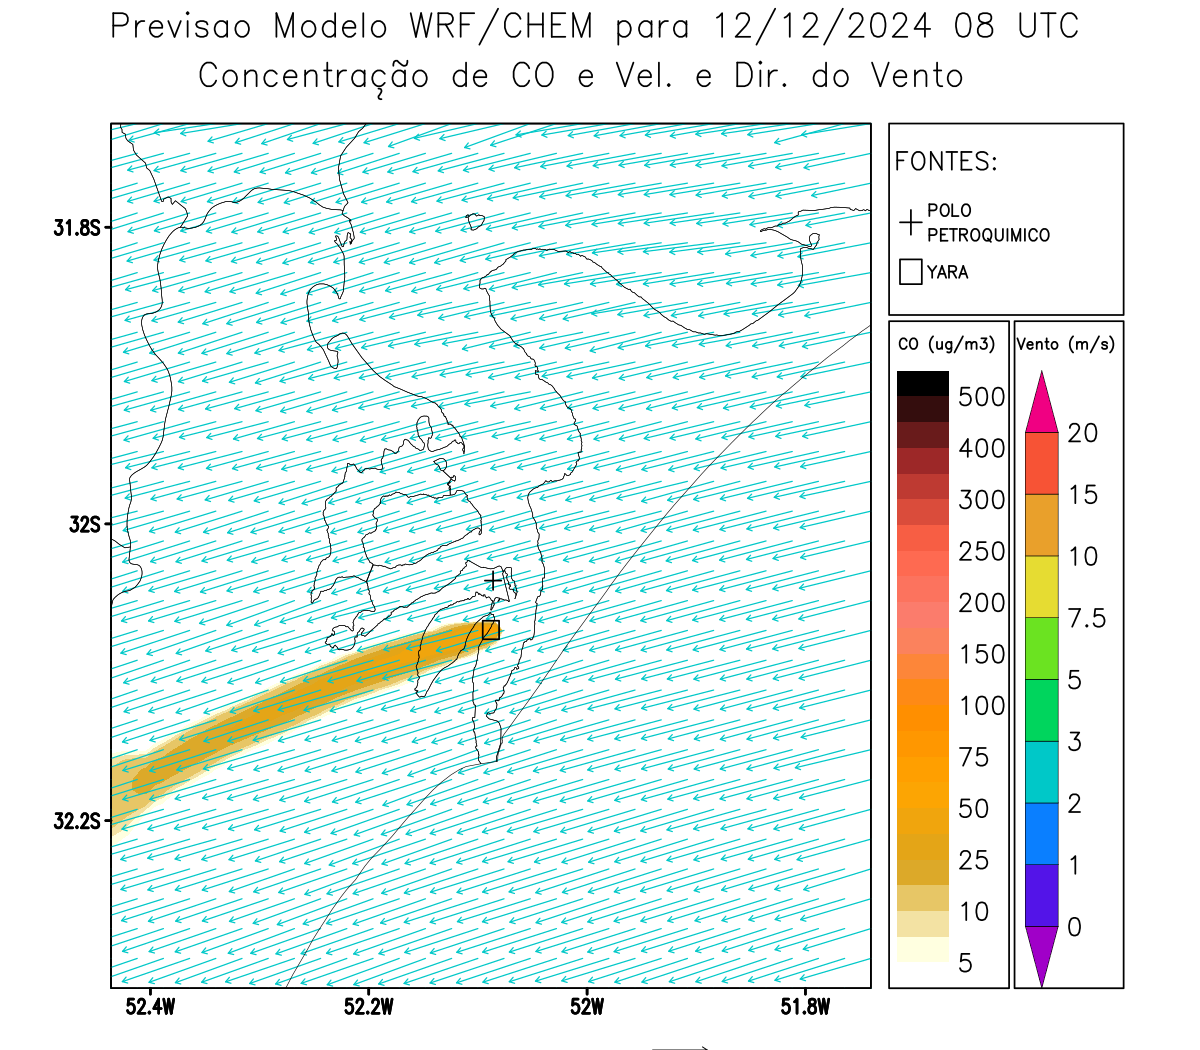 Previsao Modelo WRF/CHEM para 12/12/2024 08 UTC
Concentração de CO e Vel. e Dir. do Vento
FONTES:
POLO
PETROQUIMICO
YARA
CO (ug/m3)
500
400
300
250
200
150
100
75
50
25
10
5
Vento (m/s)
20
15
10
7.5
5
3
2
1
0
31.8S
32S
32.2S
52.4W
52.2W
52W
51.8W